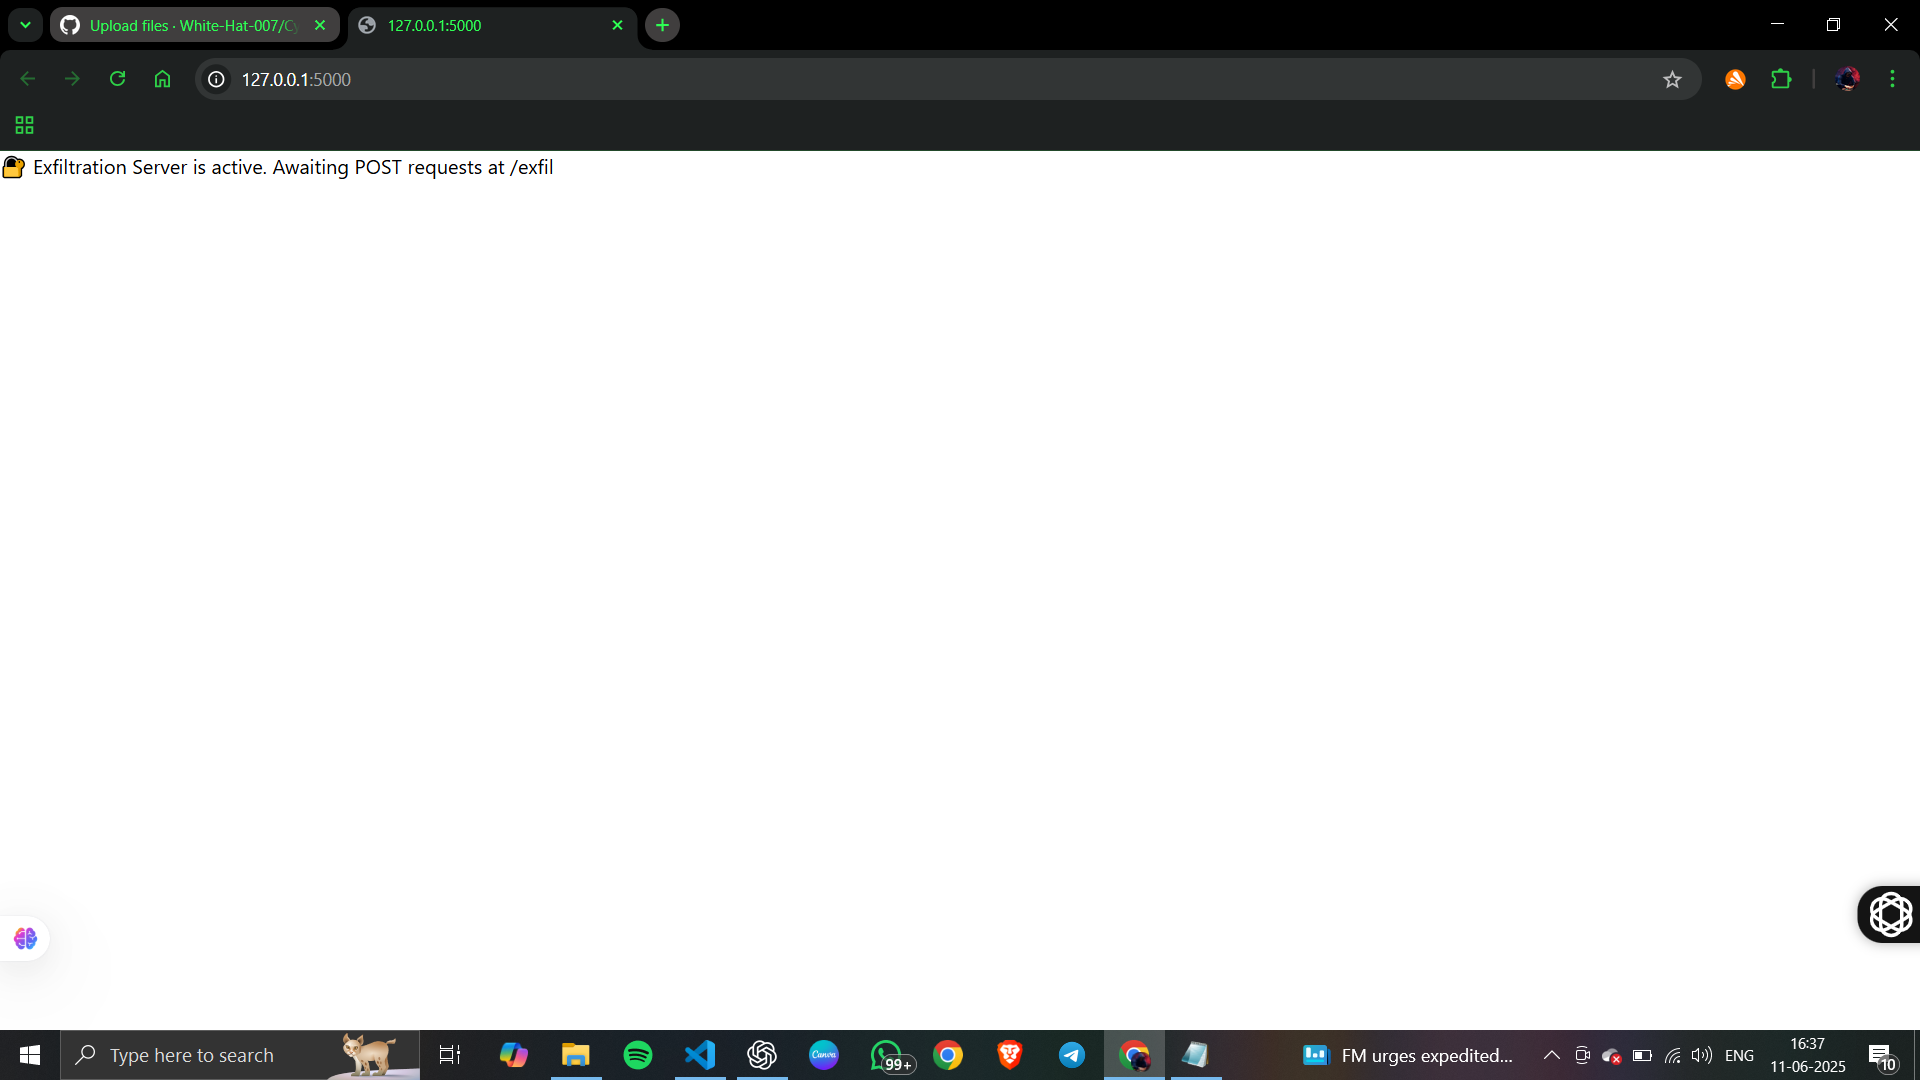 Upload files · White-Hat-007/Cy
127.0.0.1:5000
127.0.0.1:5000
🔐 Exfiltration Server is active. Awaiting POST requests at /exfil
Type here to search
Canva
99+
FM urges expedited...
ENG
16:37
11-06-2025
10